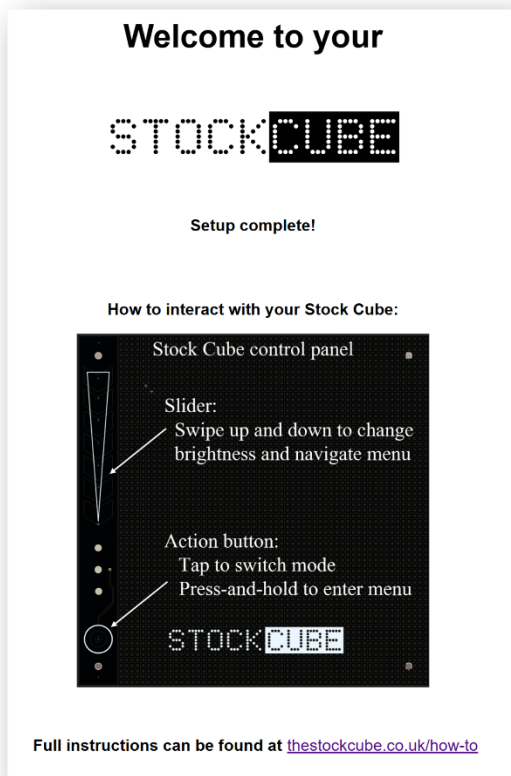 Welcome to your
STOCKCUBE
Setup complete!
How to interact with your Stock Cube:
Stock Cube control panel
Slider:
Swipe up and down to change
brightness and navigate menu
Action button:
Tap to switch mode
Press-and-hold to enter menu
STOCKCUBE
Full instructions can be found at thestockcube.co.uk/how-to